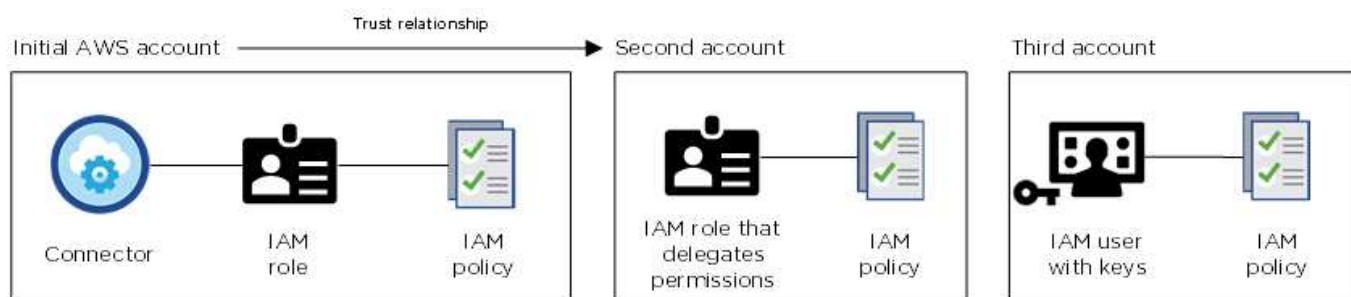 Trust relationship
Initial AWS account
Second account
Third account
Connector
IAM
role
IAM
policy
IAM role that
delegates
permissions
IAM
policy
IAM user
with keys
IAM
policy